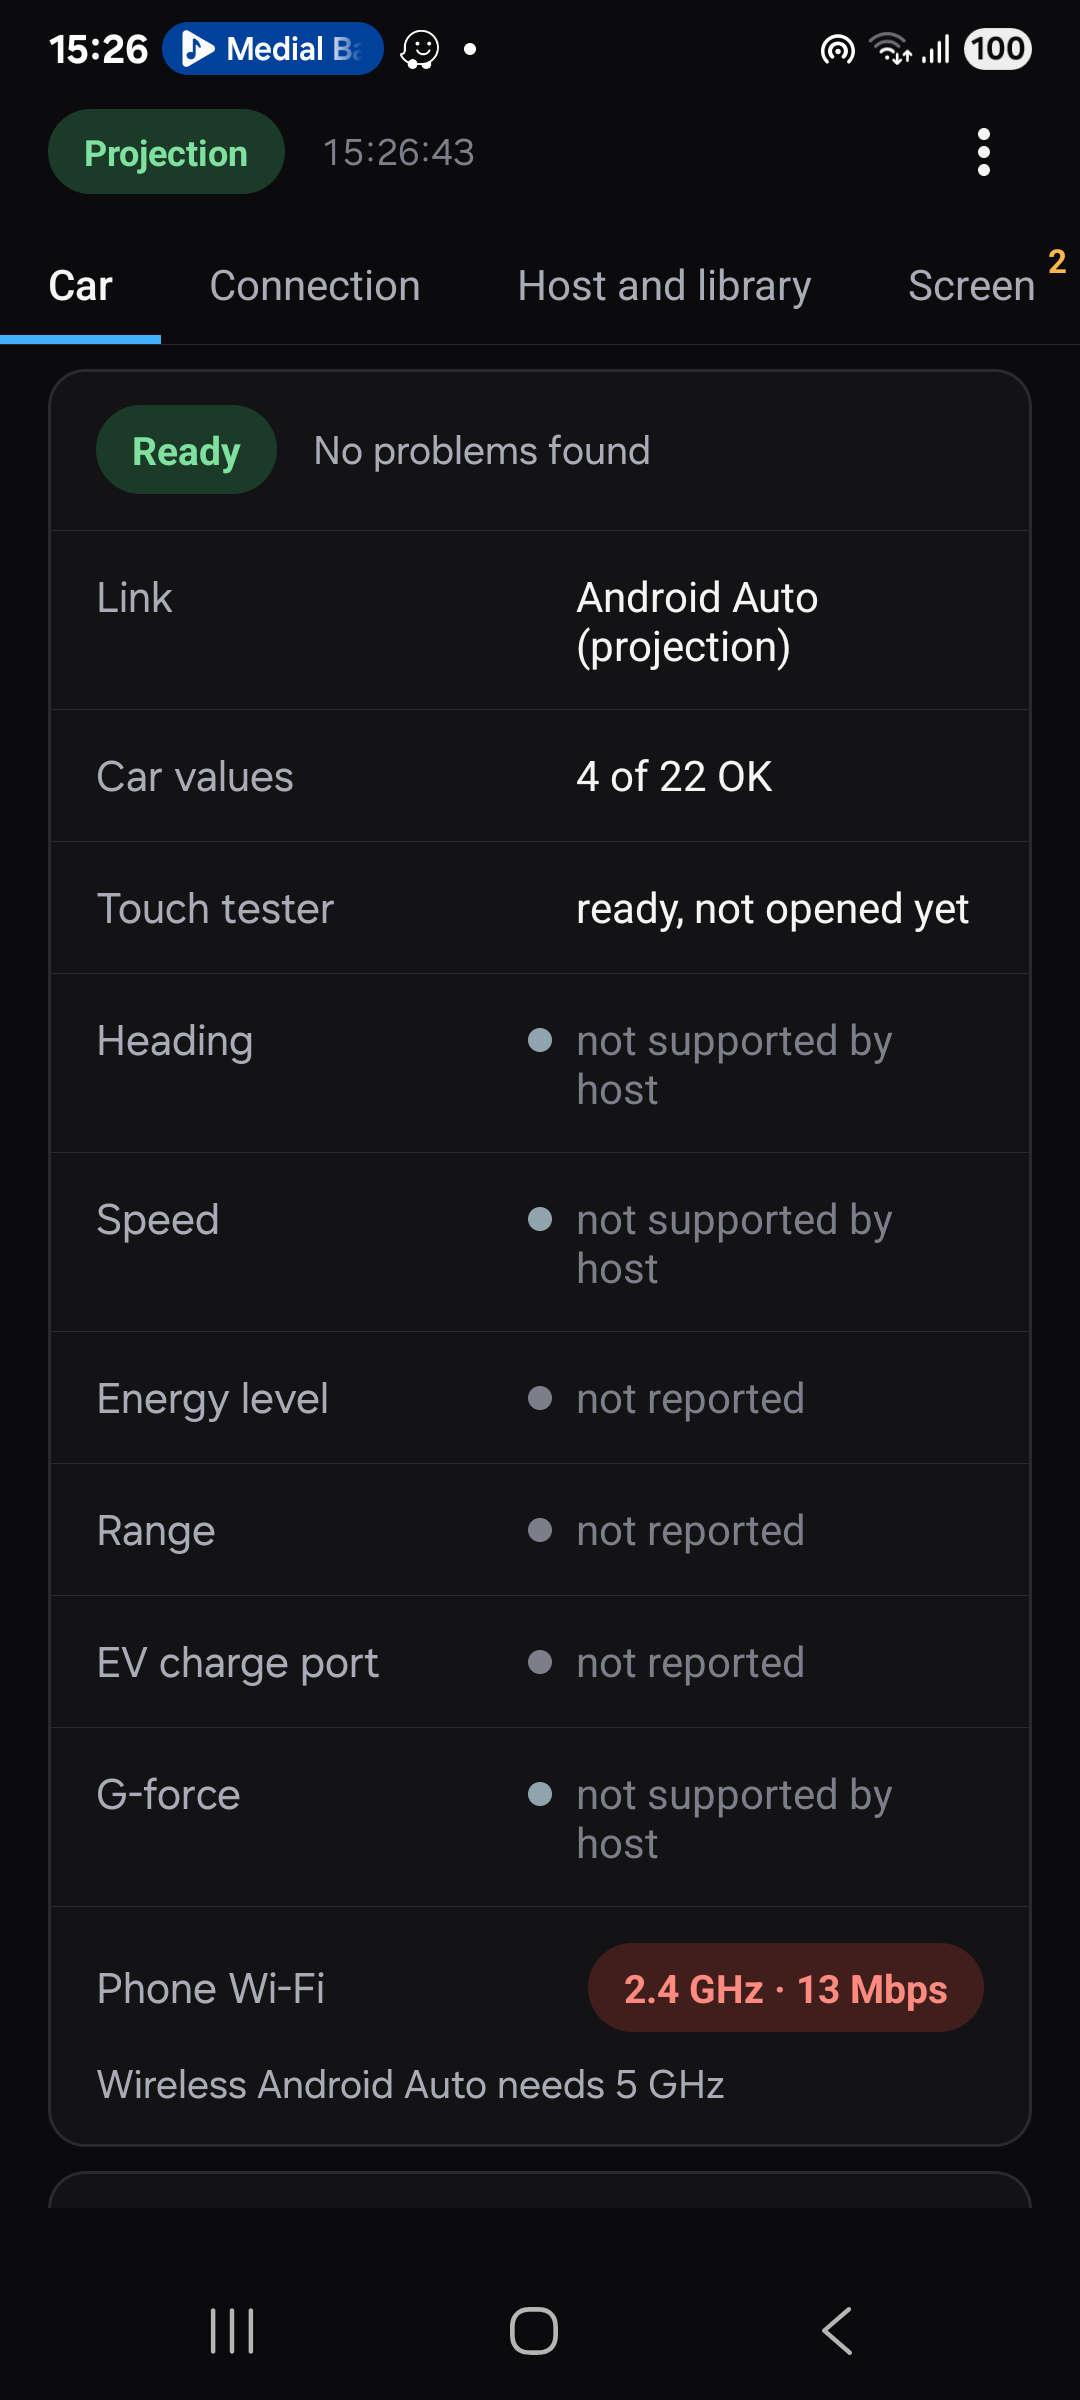 15:26
Medial Ba
100
Projection
15:26:43
Car
Connection
Host and library
Screen
2
Ready
No problems found
Link
Android Auto
(projection)
Car values
4 of 22 OK
Touch tester
ready, not opened yet
Heading
not supported by
host
Speed
not supported by
host
Energy level
not reported
Range
not reported
EV charge port
not reported
G-force
not supported by
host
Phone Wi-Fi
2.4 GHz · 13 Mbps
Wireless Android Auto needs 5 GHz